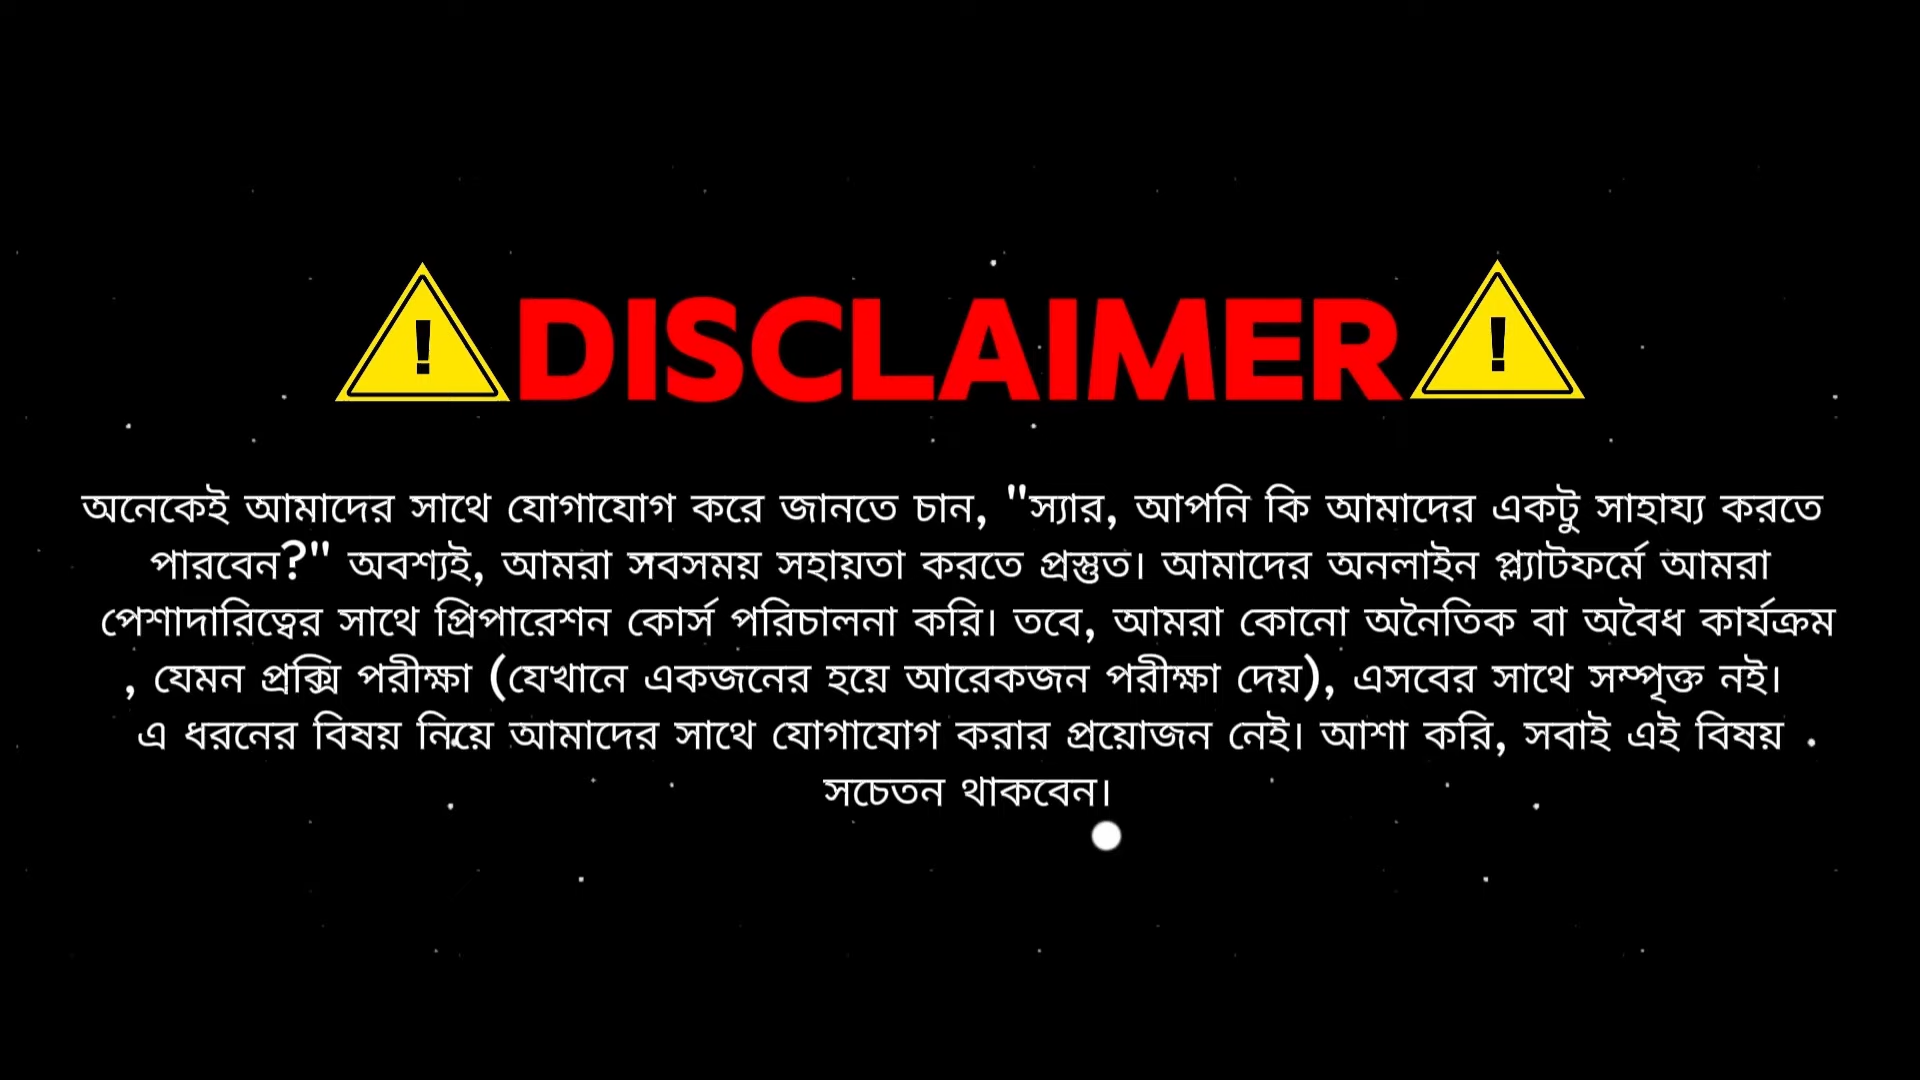 DISCLAIMER
অনেকেই আমাদের সাথে যোগাযোগ করে জানতে চান, "স্যার, আপনি কি আমাদের একটু সাহায্য করতে
পারবেন?" অবশ্যই, আমরা সবসময় সহায়তা করতে প্রস্তুত। আমাদের অনলাইন প্ল্যাটফর্মে আমরা
পেশাদারিত্বের সাথে প্রিপারেশন কোর্স পরিচালনা করি। তবে, আমরা কোনো অনৈতিক বা অবৈধ কার্যক্রম
, যেমন প্রক্সি পরীক্ষা (যেখানে একজনের হয়ে আরেকজন পরীক্ষা দেয়), এসবের সাথে সম্পৃক্ত নই।
এ ধরনের বিষয় নিয়ে আমাদের সাথে যোগাযোগ করার প্রয়োজন নেই। আশা করি, সবাই এই বিষয়
সচেতন থাকবেন।